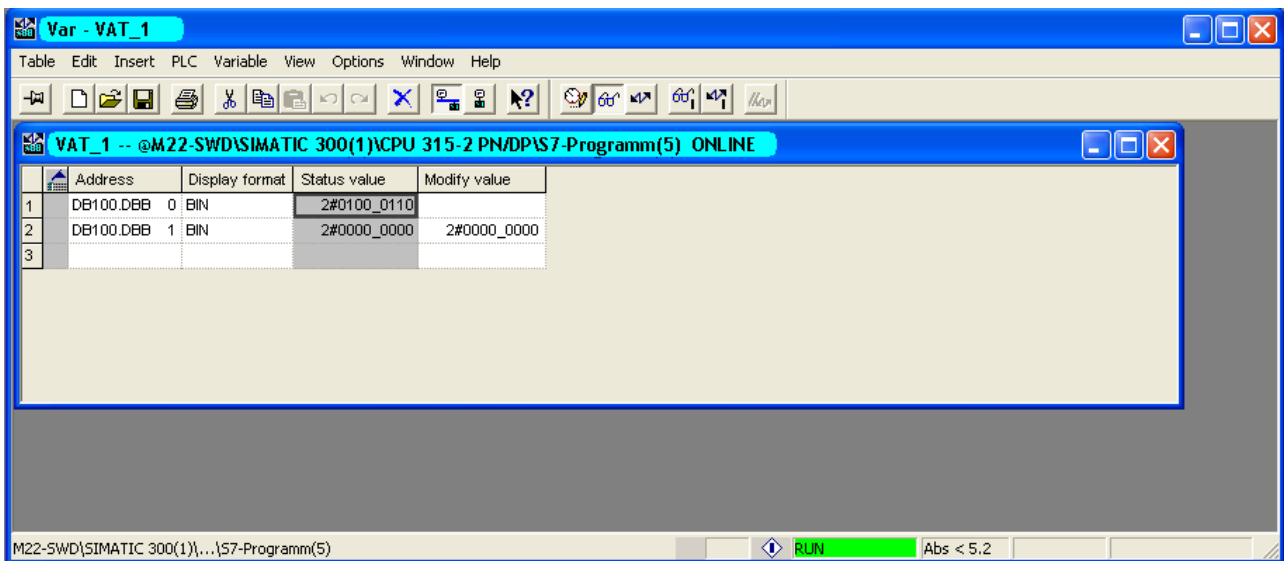 Var - VAT_1
Table Edit Insert PLC Variable View Options Window Help
VAT_1 -- @M22-SWD\SIMATIC 300(1)\CPU 315-2 PN/DP\S7-Programm(5) ONLINE
Address Display format Status value Modify value
1 DB100.DBB 0 BIN 2#0100_0110
2 DB100.DBB 1 BIN 2#0000_0000 2#0000_0000
3
M22-SWD\SIMATIC 300(1)\...\S7-Programm(5) RUN Abs < 5.2